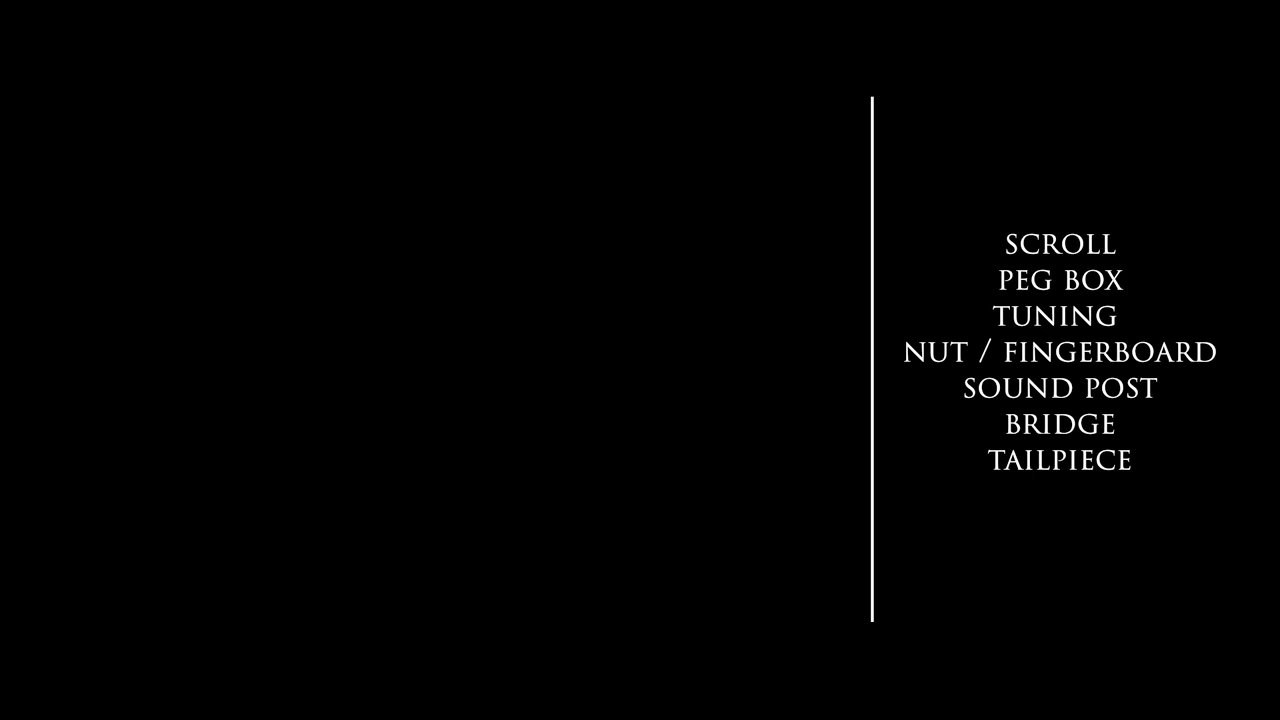 SCROLL
PEG BOX
TUNING
NUT / FINGERBOARD
SOUND POST
BRIDGE
TAILPIECE